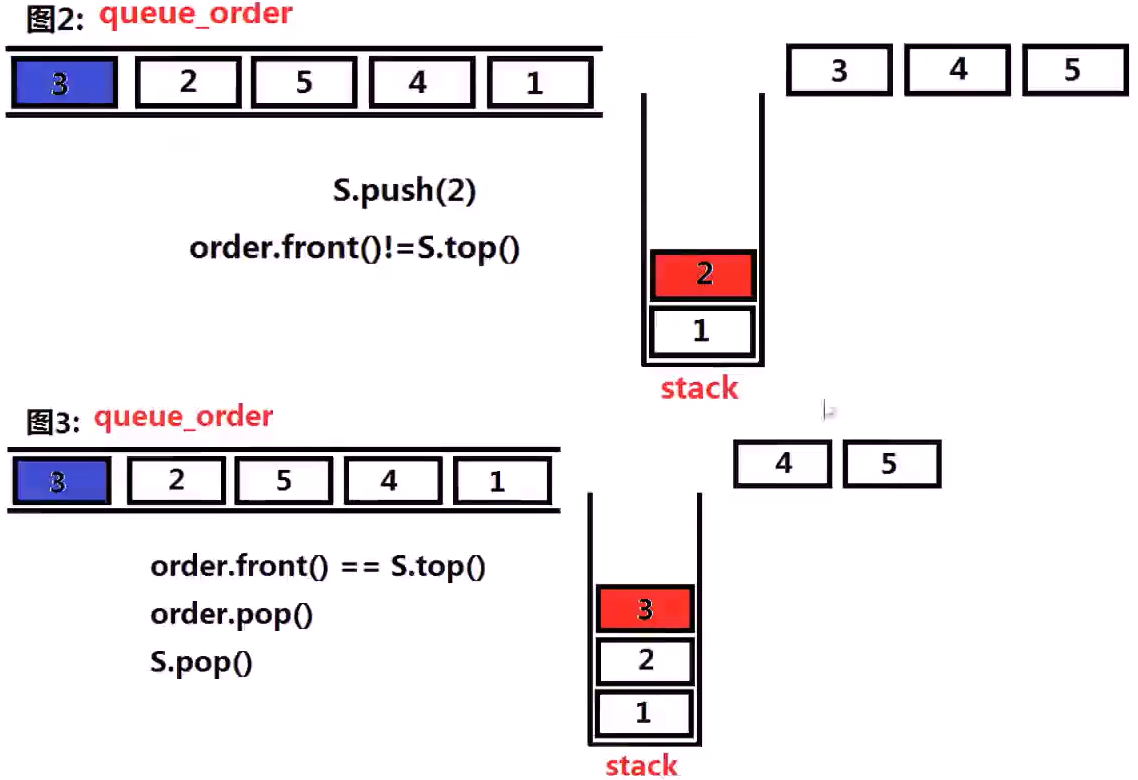 图2: queue_order
3 2 5 4 1
3 4 5
S.push(2)
order.front()!=S.top()
2
1
stack
图3: queue_order
3 2 5 4 1
4 5
order.front() == S.top()
order.pop()
S.pop()
3
2
1
stack